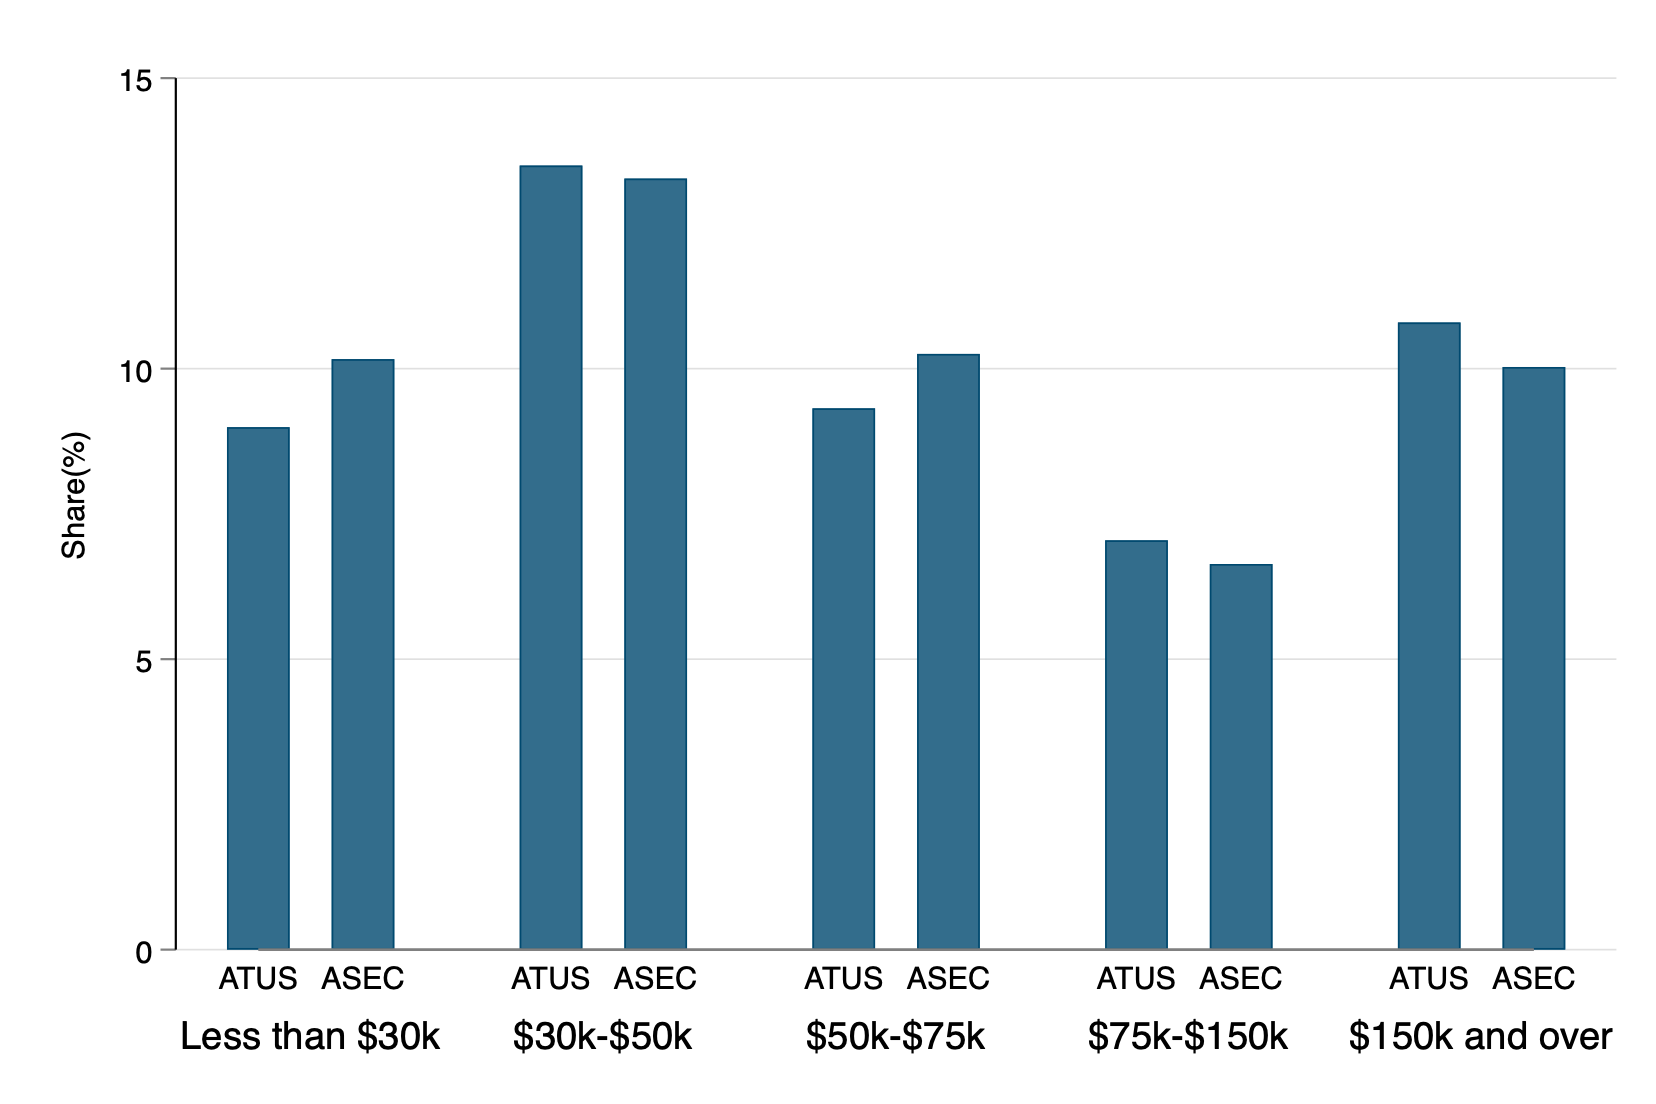 15
10
5
0
Share(%)
ATUS ASEC ATUS ASEC ATUS ASEC ATUS ASEC ATUS ASEC
Less than $30k $30k-$50k $50k-$75k $75k-$150k $150k and over